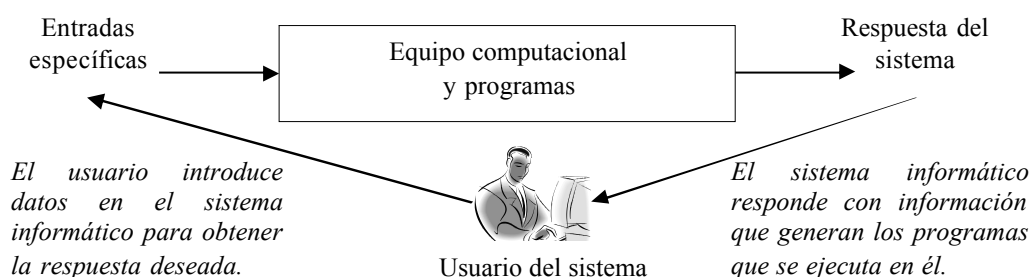 Entradas
específicas
Equipo computacional
y programas
Respuesta del
sistema
El usuario introduce
datos en el sistema
informático para obtener
la respuesta deseada.
Usuario del sistema
El sistema informático
responde con información
que generan los programas
que se ejecuta en él.